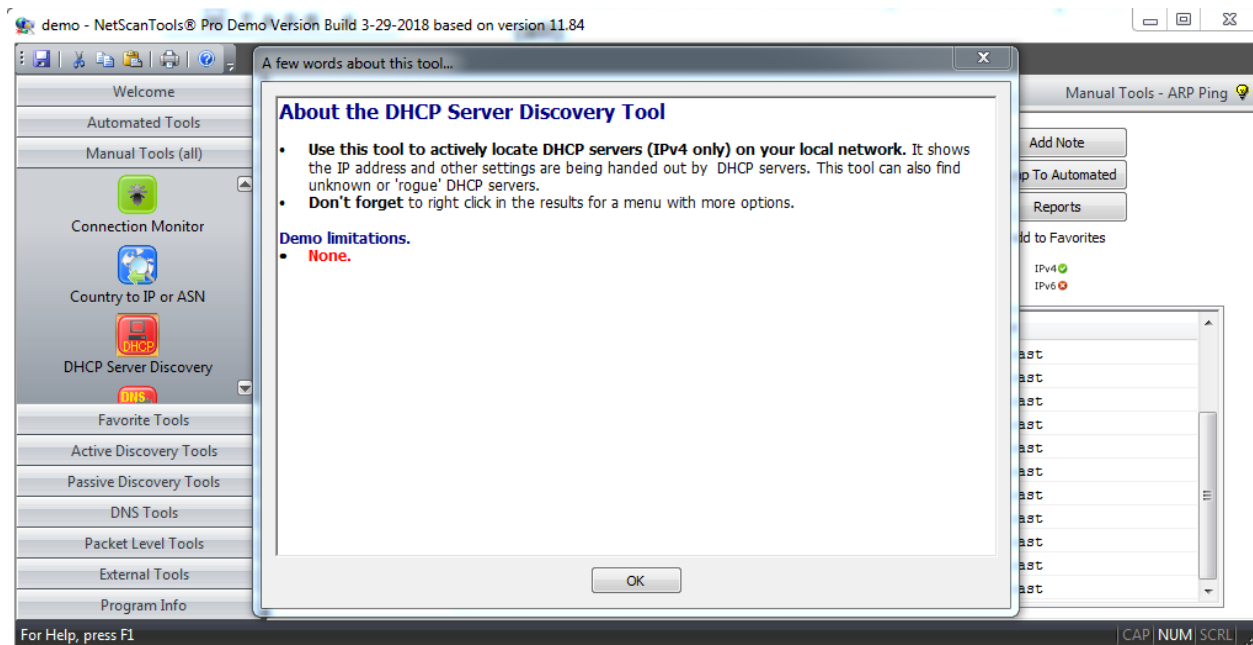 demo - NetScanTools® Pro Demo Version Build 3-29-2018 based on version 11.84
A few words about this tool...
Welcome
Automated Tools
Manual Tools (all)
Connection Monitor
Country to IP or ASN
DHCP
DHCP Server Discovery
DNS
Favorite Tools
Active Discovery Tools
Passive Discovery Tools
DNS Tools
Packet Level Tools
External Tools
Program Info
About the DHCP Server Discovery Tool
• Use this tool to actively locate DHCP servers (IPv4 only) on your local network. It shows
the IP address and other settings are being handed out by DHCP servers. This tool can also find
unknown or 'rogue' DHCP servers.
• Don't forget to right click in the results for a menu with more options.
Demo limitations.
• None.
OK
Manual Tools - ARP Ping
Add Note
p To Automated
Reports
dd to Favorites
IPv4
IPv6
ast
ast
ast
ast
ast
ast
ast
ast
ast
ast
ast
For Help, press F1
CAP NUM SCRL